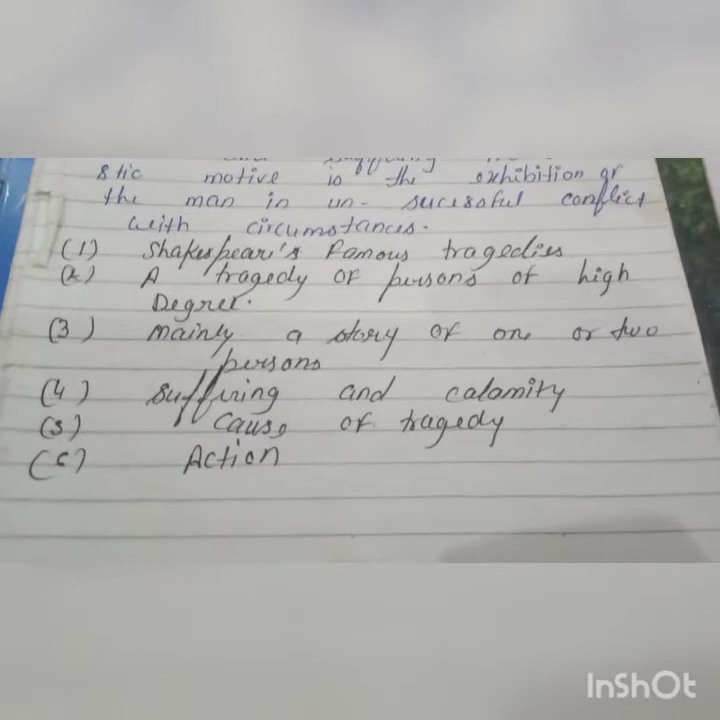 suffering
stic motive is the exhibition of
the man in un- sucessful conflict
with circumstances.
(1) Shakespear's Famous tragedies
(2) A tragedy of persons of high
Degree.
(3) mainly a story of one or two
persons
(4) suffiring and calamity
(5) cause of tragedy
(6) Action
InShOt